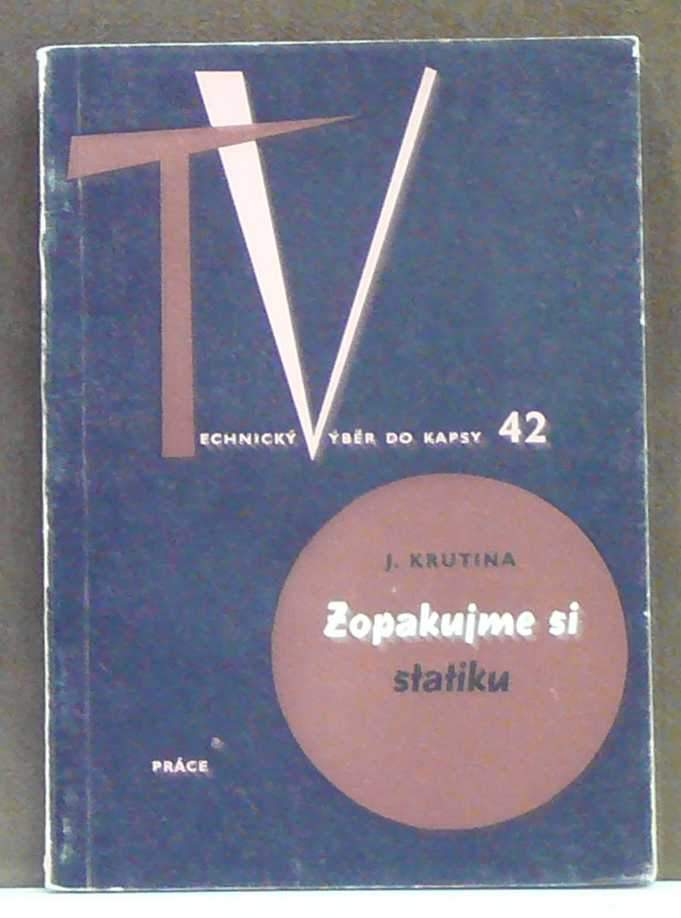 TECHNICKÝ VÝBĚR DO KAPSY 42
J. KRUTINA
Zopakujme si
statiku
PRÁCE